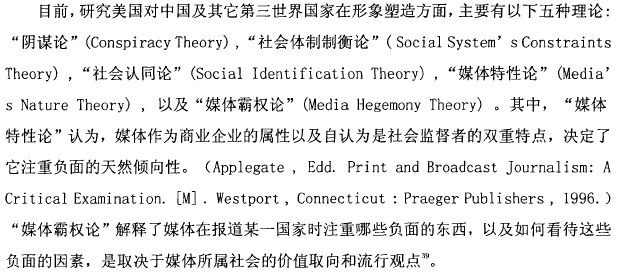 目前，研究美国对中国及其它第三世界国家在形象塑造方面，主要有以下五种理论：
“阴谋论”(Conspiracy Theory)，“社会体制制衡论”( Social System’s Constraints
Theory)，“社会认同论”(Social Identification Theory)，“媒体特性论”(Media’
s Nature Theory)， 以及“媒体霸权论”(Media Hegemony Theory) 。其中， “媒体
特性论”认为，媒体作为商业企业的属性以及自认为是社会监督者的双重特点，决定了
它注重负面的天然倾向性。（Applegate , Edd. Print and Broadcast Journalism: A
Critical Examination. [M] . Westport , Connecticut : Praeger Publishers , 1996.）
“媒体霸权论”解释了媒体在报道某一国家时注重哪些负面的东西，以及如何看待这些
负面的因素，是取决于媒体所属社会的价值取向和流行观点³⁹。